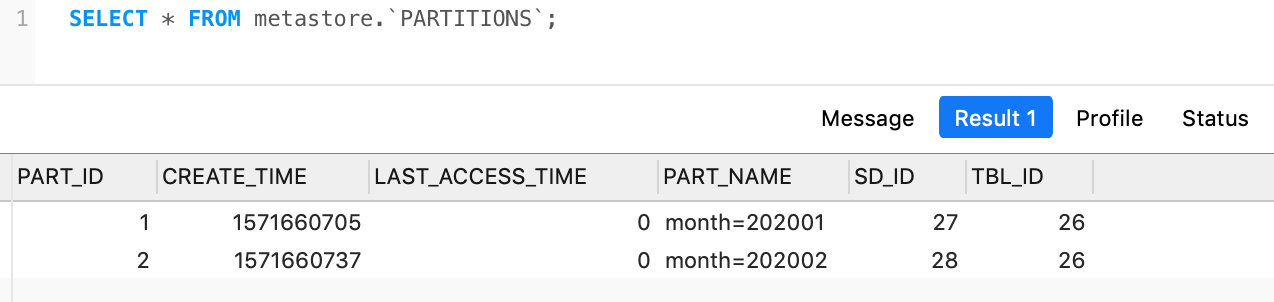 1 SELECT * FROM metastore.`PARTITIONS`;
Message Result 1 Profile Status
PART_ID CREATE_TIME LAST_ACCESS_TIME PART_NAME SD_ID TBL_ID
1 1571660705 0 month=202001 27 26
2 1571660737 0 month=202002 28 26